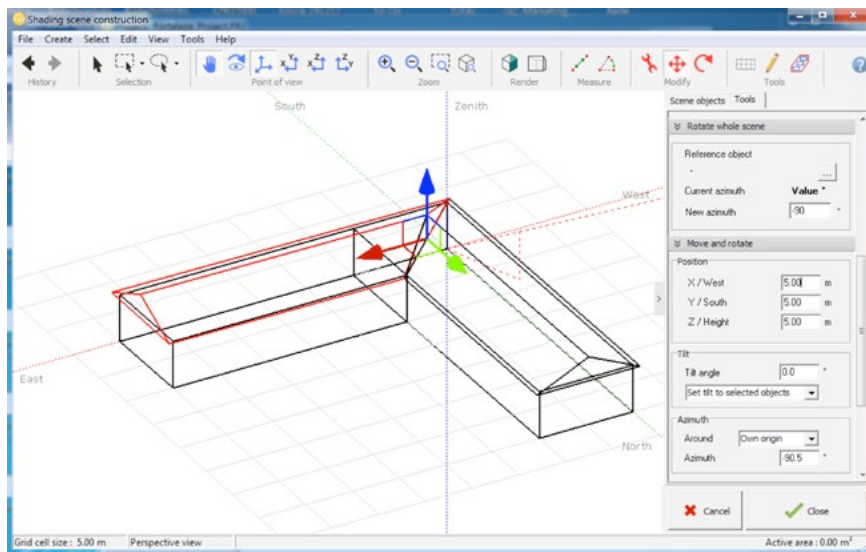 Shading scene construction
File Create Select Edit View Tools Help
History Selection Point of view Zoom Render Measure Modify Tools
Scene objects Tools
South Zenith
West
East
North
Rotate whole scene
Reference object
- ...
Current azimuth Value °
New azimuth -90 °
Move and rotate
Position
X / West 5.00 m
Y / South 5.00 m
Z / Height 5.00 m
Tilt
Tilt angle 0.0 °
Set tilt to selected objects
Azimuth
Around Own origin
Azimuth -90.5 °
Cancel Close
Grid cell size : 5.00 m Perspective view Active area : 0.00 m²